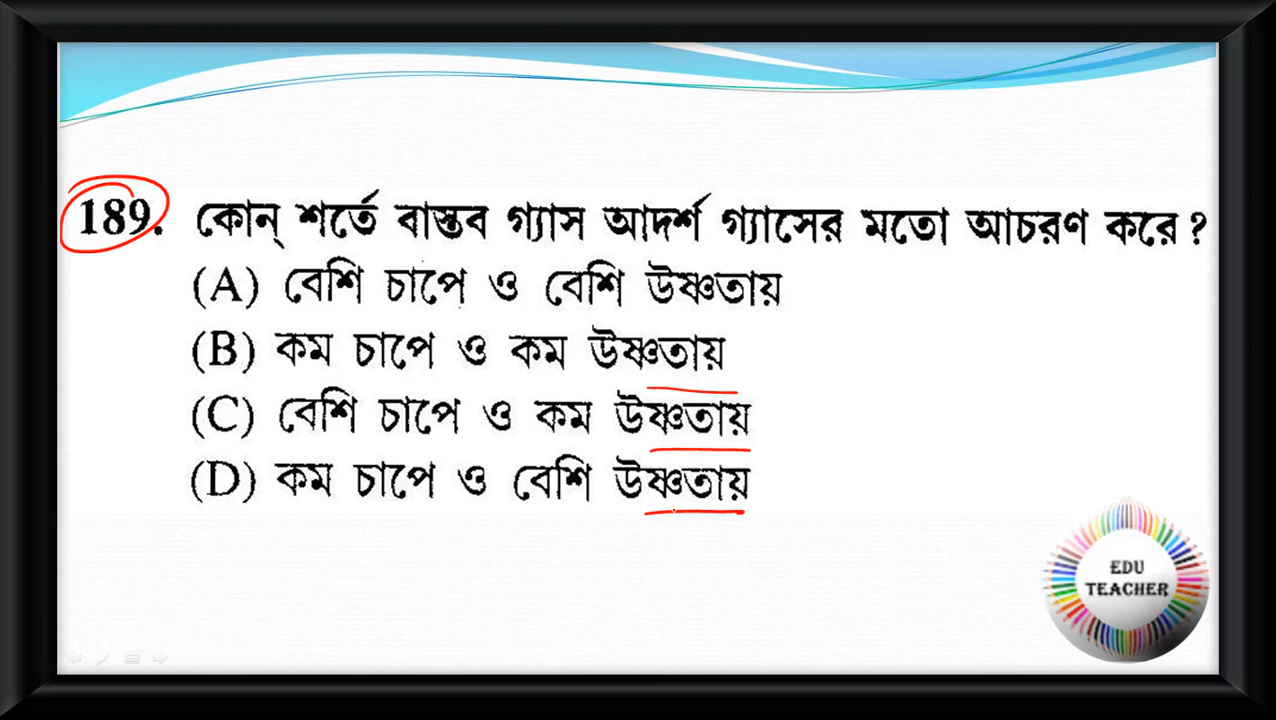 189. কোন্ শর্তে বাস্তব গ্যাস আদর্শ গ্যাসের মতো আচরণ করে ?
(A) বেশি চাপে ও বেশি উষ্ণতায়
(B) কম চাপে ও কম উষ্ণতায়
(C) বেশি চাপে ও কম উষ্ণতায়
(D) কম চাপে ও বেশি উষ্ণতায়
EDU
TEACHER